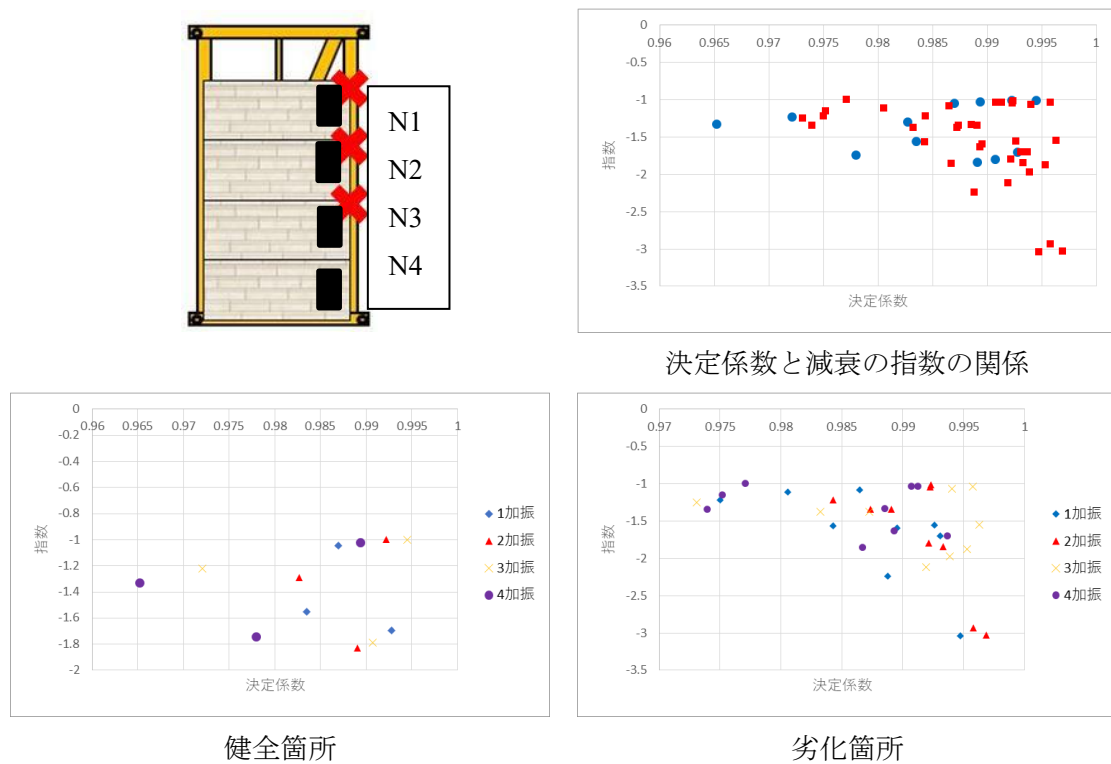 N1
N2
N3
N4
0
-0.5
-1
-1.5
-2
-2.5
-3
-3.5
0.96 0.965 0.97 0.975 0.98 0.985 0.99 0.995 1
指数
決定係数
決定係数と減衰の指数の関係
0
-0.2
-0.4
-0.6
-0.8
-1
-1.2
-1.4
-1.6
-1.8
-2
0.96 0.965 0.97 0.975 0.98 0.985 0.99 0.995 1
指数
決定係数
1加振
2加振
3加振
4加振
健全箇所
0
-0.5
-1
-1.5
-2
-2.5
-3
-3.5
0.97 0.975 0.98 0.985 0.99 0.995 1
指数
決定係数
1加振
2加振
3加振
4加振
劣化箇所